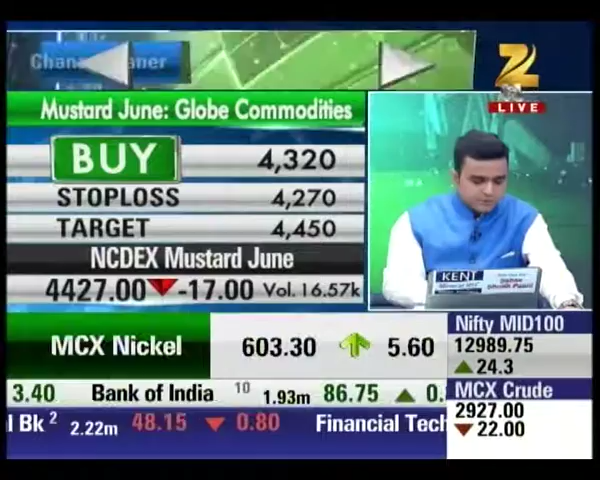 LIVE
Mustard June: Globe Commodities
BUY 4,320
STOPLOSS 4,270
TARGET 4,450
NCDEX Mustard June
4427.00 -17.00 Vol. 16.57k
KENT
MCX Nickel 603.30 5.60
Nifty MID100
12989.75
24.3
MCX Crude
2927.00
22.00
3.40 Bank of India 10 1.93m 86.75 0.
l Bk 2 2.22m 48.15 0.80 Financial Tech